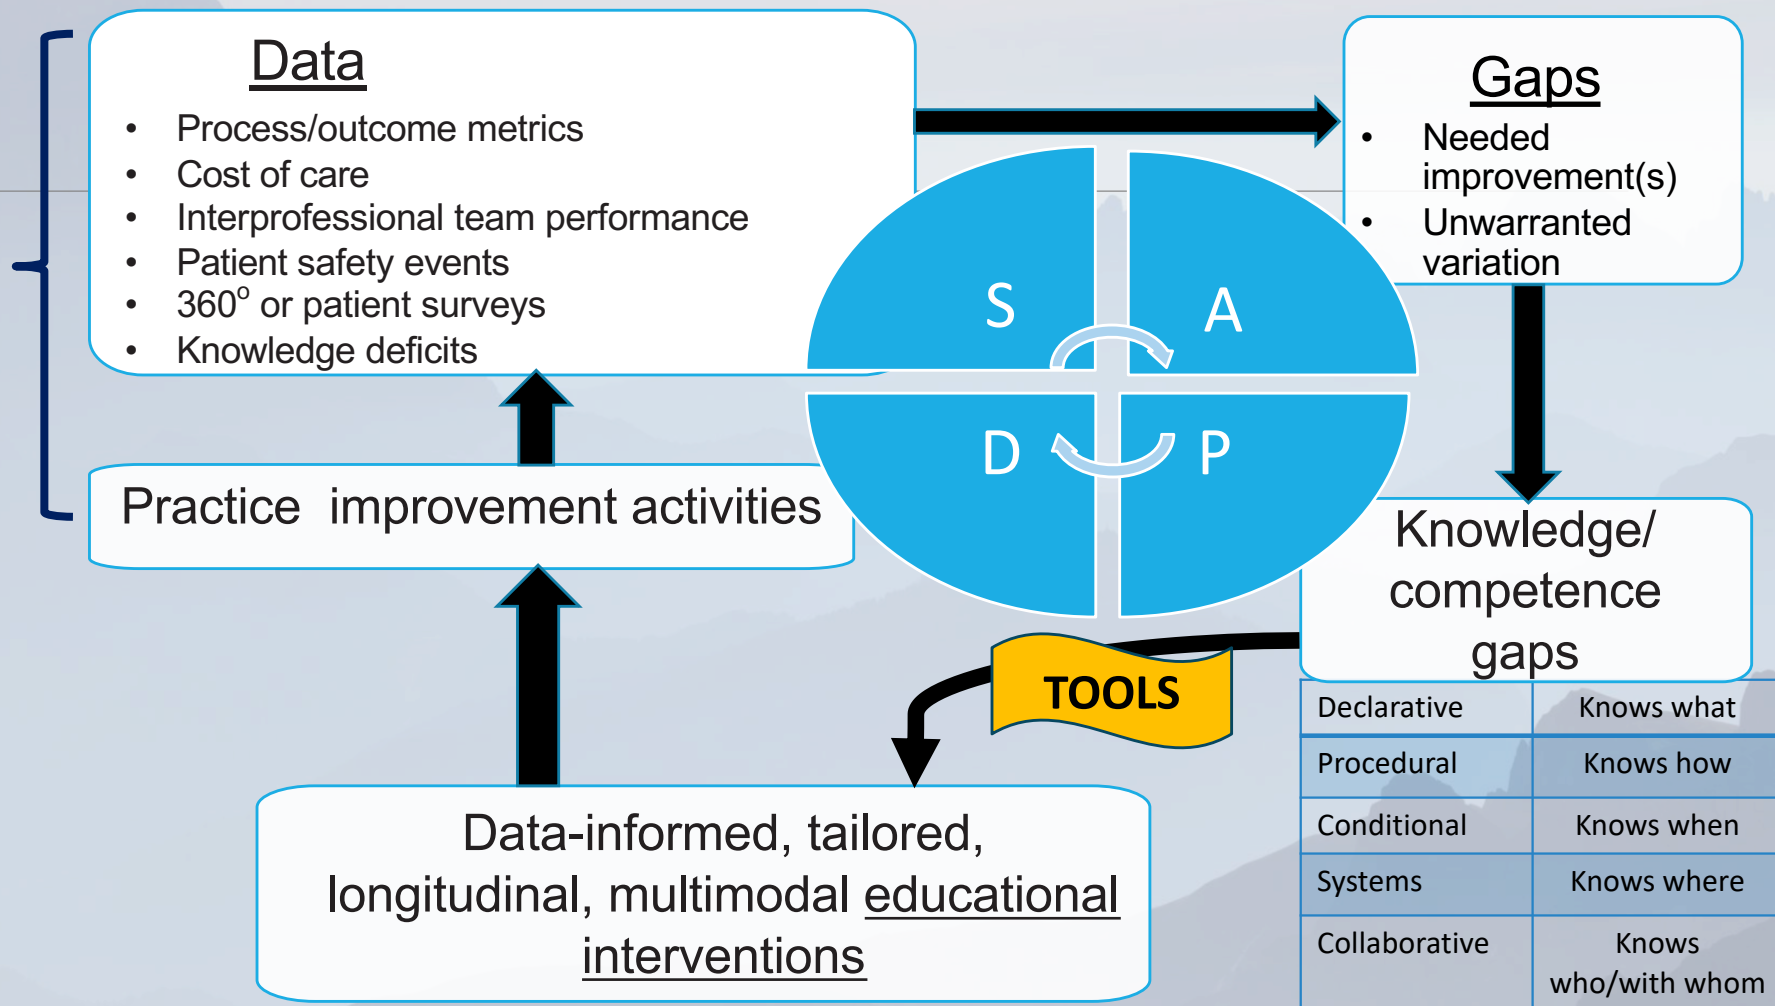 Data
• Process/outcome metrics
• Cost of care
• Interprofessional team performance
• Patient safety events
• 360° or patient surveys
• Knowledge deficits
Gaps
• Needed
improvement(s)
• Unwarranted
variation
S
A
D
P
Practice improvement activities
Knowledge/
competence
gaps
TOOLS
Declarative Knows what
Procedural Knows how
Conditional Knows when
Systems Knows where
Collaborative Knows
who/with whom
Data-informed, tailored,
longitudinal, multimodal educational
interventions